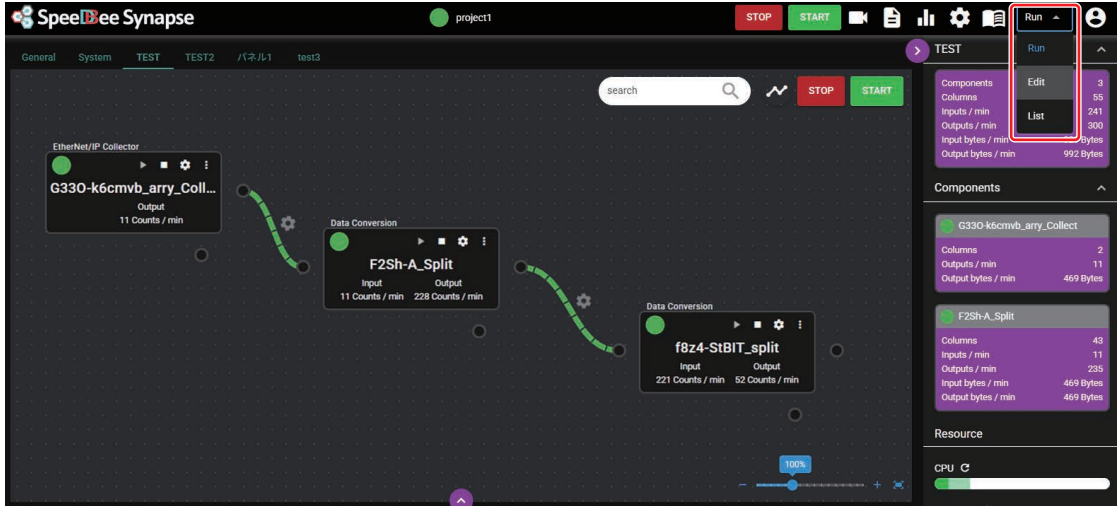 SpeeDBee Synapse
project1
STOP
START
Run
General
System
TEST
TEST2
パネル1
test3
TEST
Run
Edit
List
search
STOP
START
Components 3
Columns 55
Inputs / min 241
Outputs / min 300
Input bytes / min Bytes
Output bytes / min 992 Bytes
EtherNet/IP Collector
G330-k6cmvb_arry_Coll...
Output
11 Counts / min
Data Conversion
F2Sh-A_Split
Input Output
11 Counts / min 228 Counts / min
Data Conversion
f8z4-StBIT_split
Input Output
221 Counts / min 52 Counts / min
100%
Components
G330-k6cmvb_arry_Collect
Columns 2
Outputs / min 11
Output bytes / min 469 Bytes
F2Sh-A_Split
Columns 43
Inputs / min 11
Outputs / min 235
Input bytes / min 469 Bytes
Output bytes / min 469 Bytes
Resource
CPU